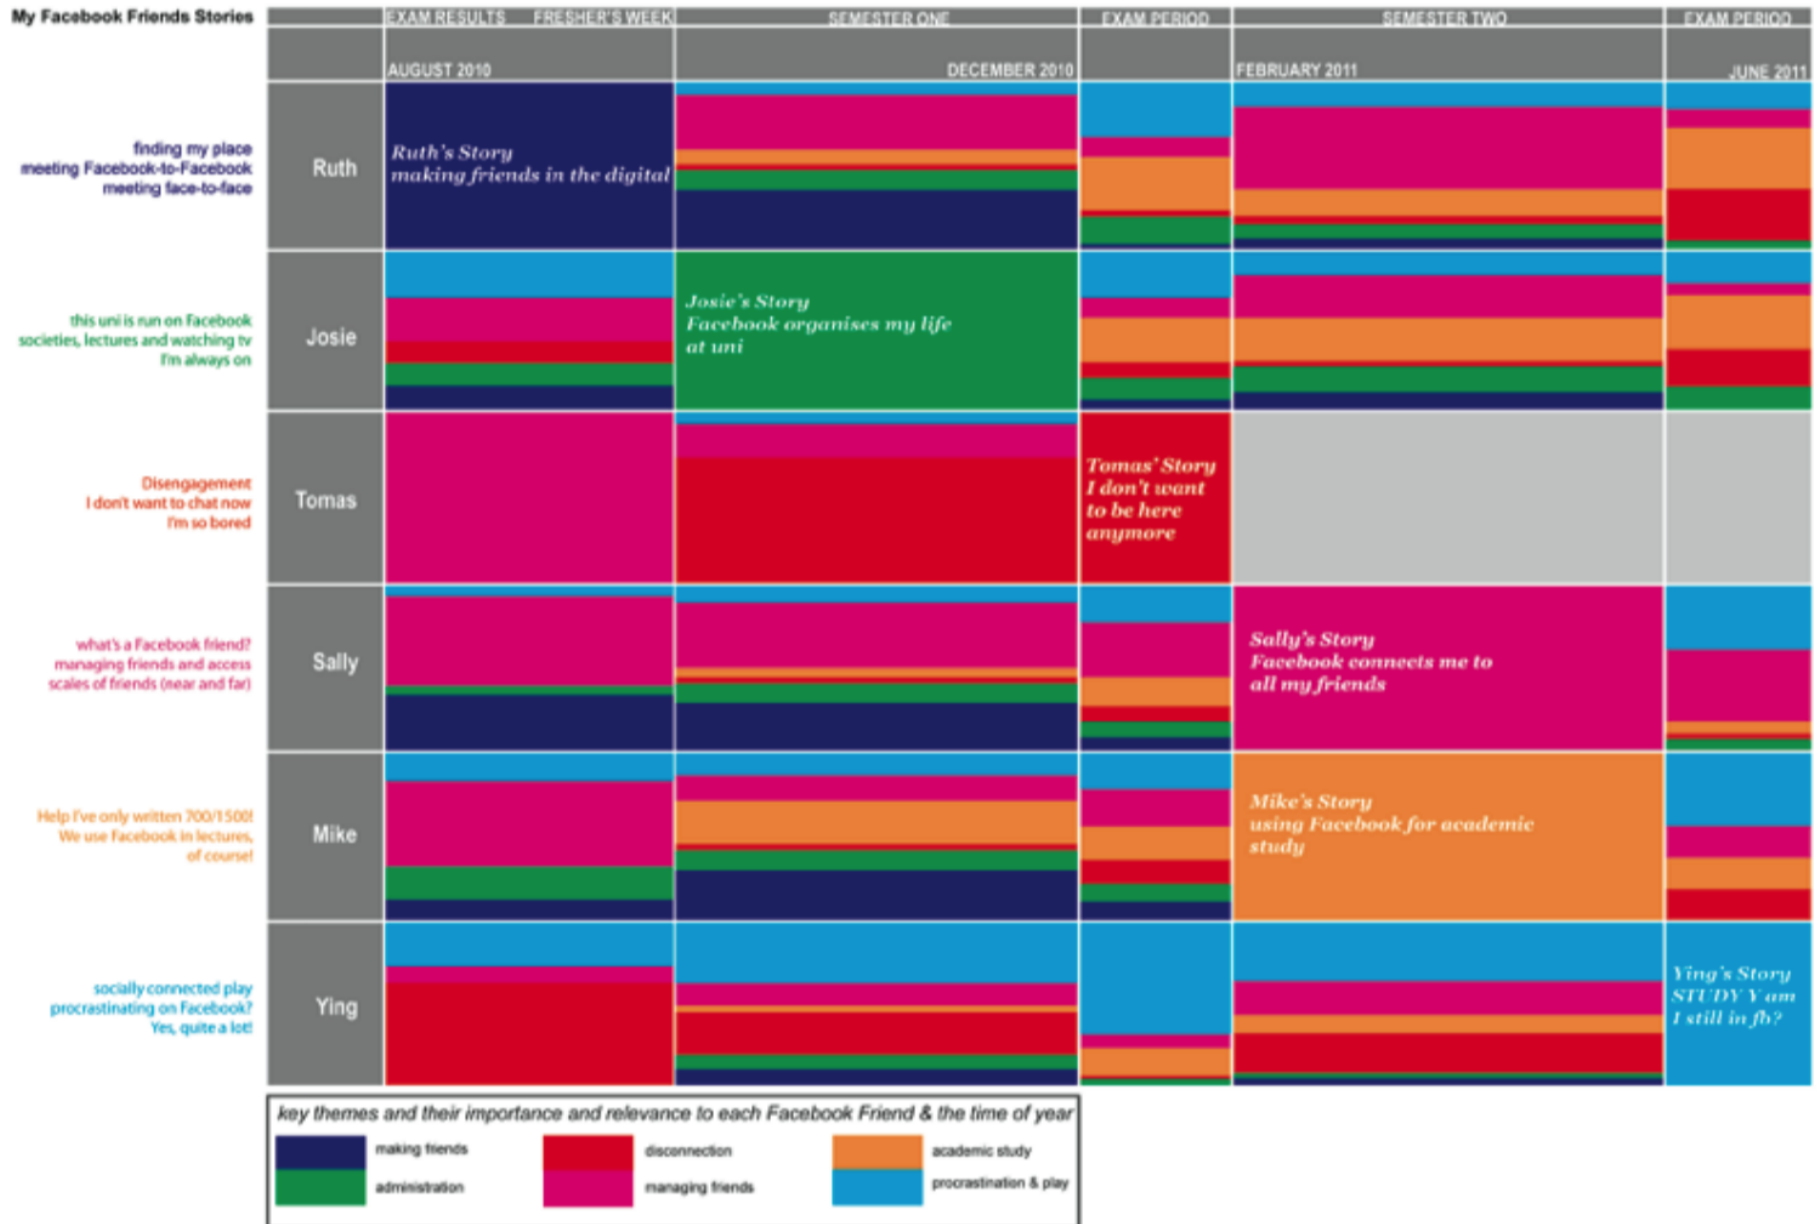 My Facebook Friends Stories
EXAM RESULTS FRESHER'S WEEK SEMESTER ONE EXAM PERIOD SEMESTER TWO EXAM PERIOD
AUGUST 2010 DECEMBER 2010 FEBRUARY 2011 JUNE 2011
finding my place
meeting Facebook-to-Facebook
meeting face-to-face
Ruth
Ruth's Story
making friends in the digital
this uni is run on Facebook
societies, lectures and watching tv
I'm always on
Josie
Josie's Story
Facebook organises my life
at uni
Disengagement
I don't want to chat now
I'm so bored
Tomas
Tomas' Story
I don't want
to be here
anymore
what's a Facebook friend?
managing friends and access
scales of friends (near and far)
Sally
Sally's Story
Facebook connects me to
all my friends
Help I've only written 700/1500!
We use Facebook in lectures,
of course!
Mike
Mike's Story
using Facebook for academic
study
socially connected play
procrastinating on Facebook?
Yes, quite a lot!
Ying
Ying's Story
STUDY Y am
I still in fb?
key themes and their importance and relevance to each Facebook Friend & the time of year
making friends disconnection academic study
administration managing friends procrastination & play